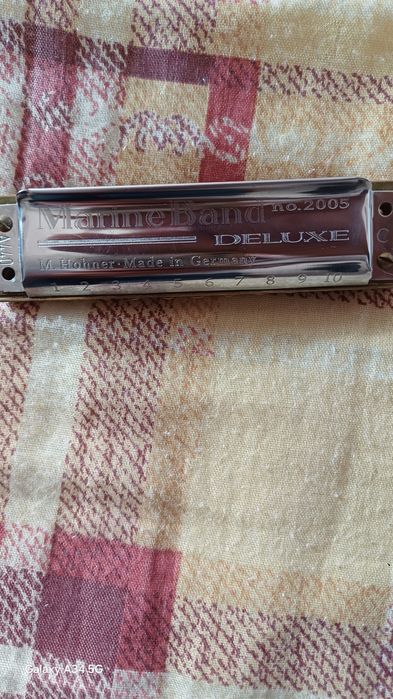 Marine Band no.2005
DELUXE
M. Hohner · Made in Germany
1 2 3 4 5 6 7 8 9 10
C
Galaxy A34 5G